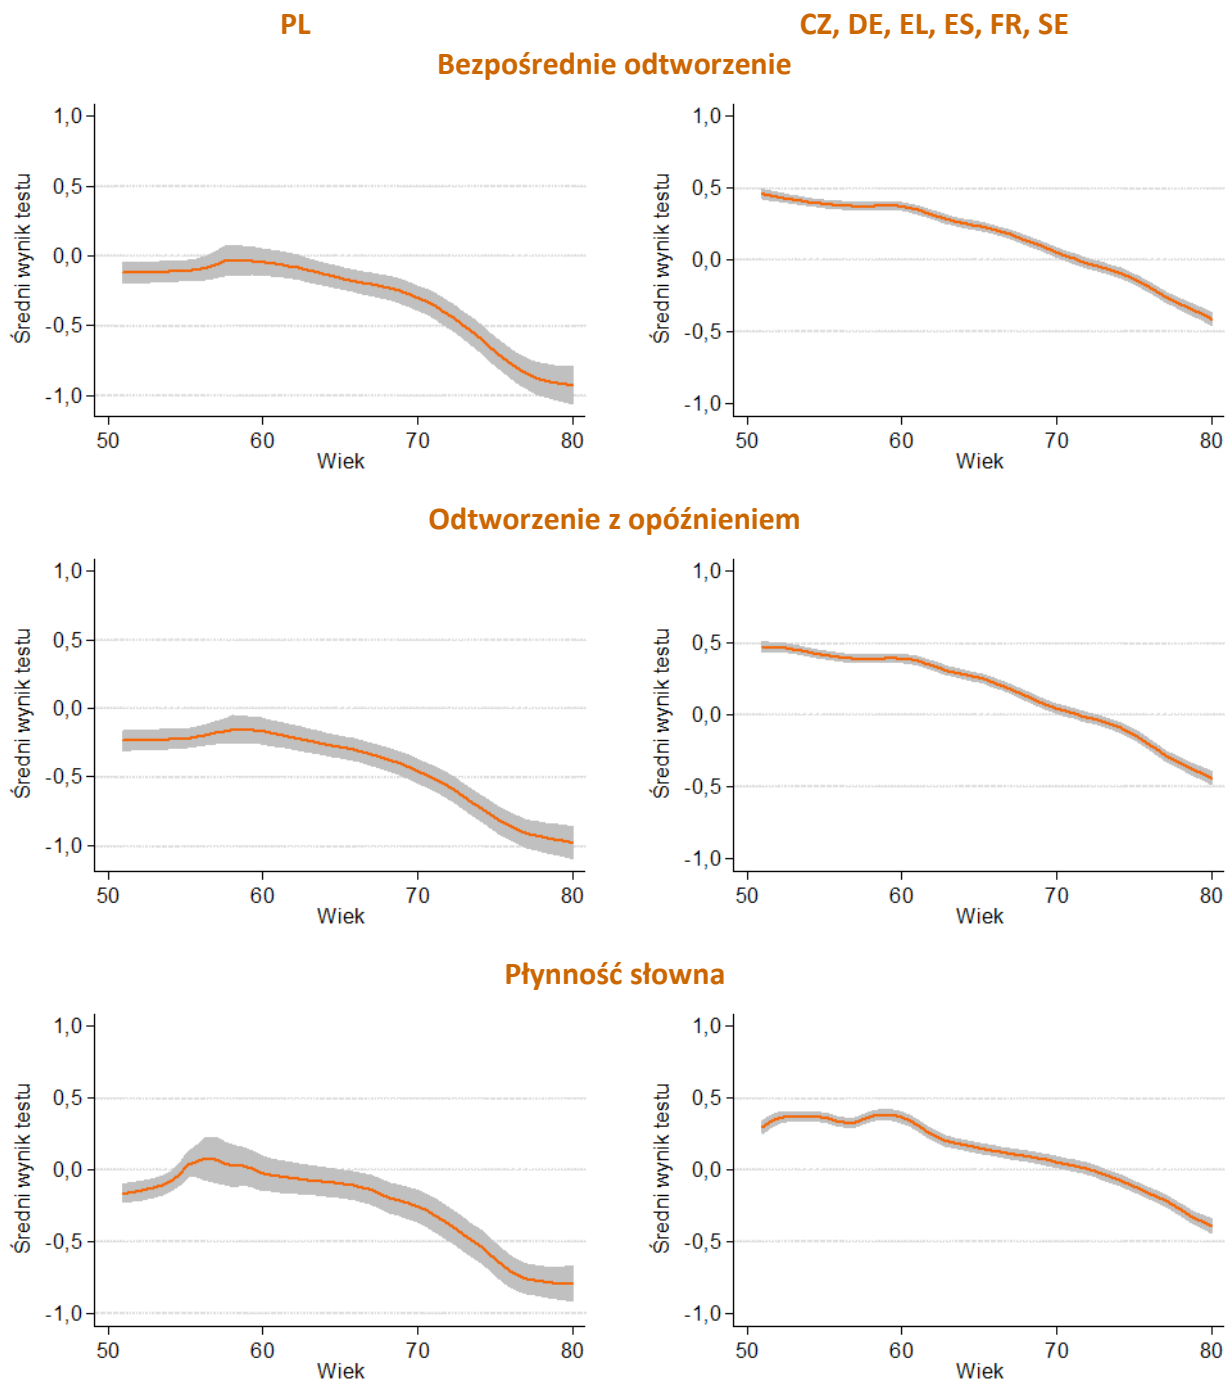 PL CZ, DE, EL, ES, FR, SE
Bezpośrednie odtworzenie
1,0
0,5
0,0
-0,5
-1,0
Średni wynik testu
50 60 70 80
Wiek
1,0
0,5
0,0
-0,5
-1,0
Średni wynik testu
50 60 70 80
Wiek
Odtworzenie z opóźnieniem
1,0
0,5
0,0
-0,5
-1,0
Średni wynik testu
50 60 70 80
Wiek
1,0
0,5
0,0
-0,5
-1,0
Średni wynik testu
50 60 70 80
Wiek
Płynność słowna
1,0
0,5
0,0
-0,5
-1,0
Średni wynik testu
50 60 70 80
Wiek
1,0
0,5
0,0
-0,5
-1,0
Średni wynik testu
50 60 70 80
Wiek